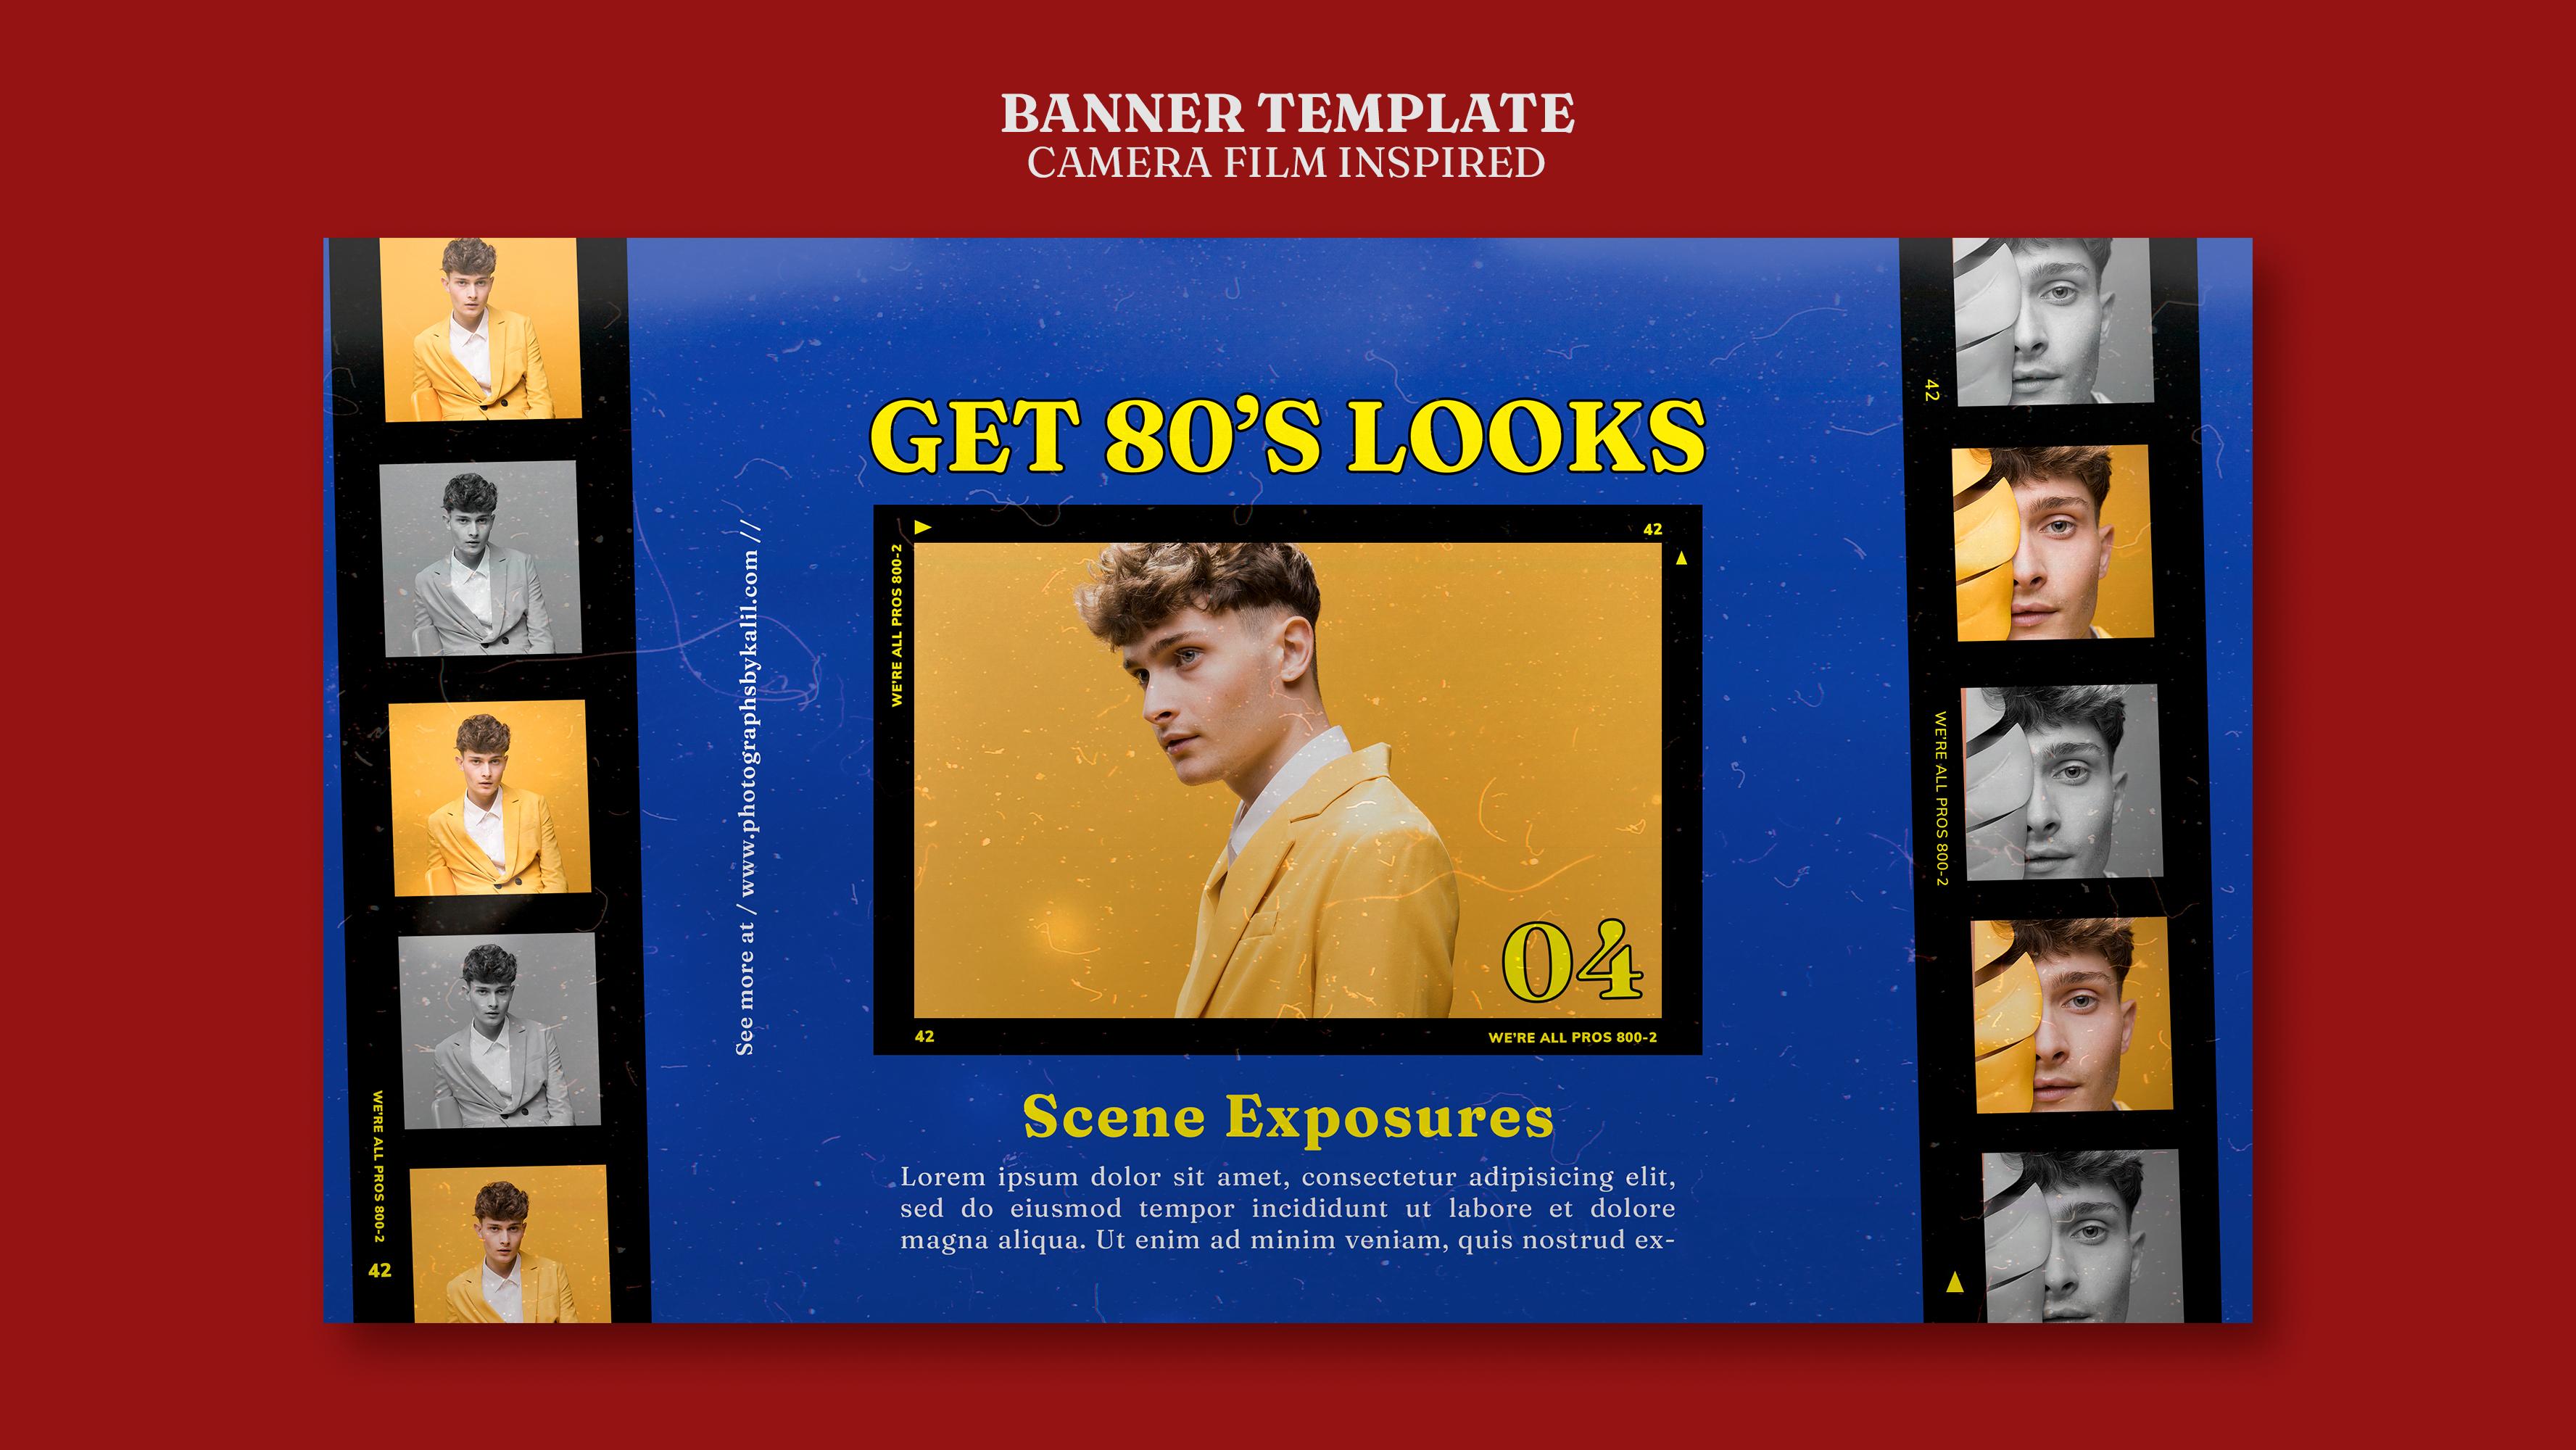 BANNER TEMPLATE
CAMERA FILM INSPIRED
GET 80’S LOOKS
42
WE'RE ALL PROS 800-2
See more at / www.photographsbykalil.com //
04
42
WE'RE ALL PROS 800-2
Scene Exposures
Lorem ipsum dolor sit amet, consectetur adipisicing elit,
sed do eiusmod tempor incididunt ut labore et dolore
magna aliqua. Ut enim ad minim veniam, quis nostrud ex-
WE'RE ALL PROS 800-2
42
42
WE'RE ALL PROS 800-2